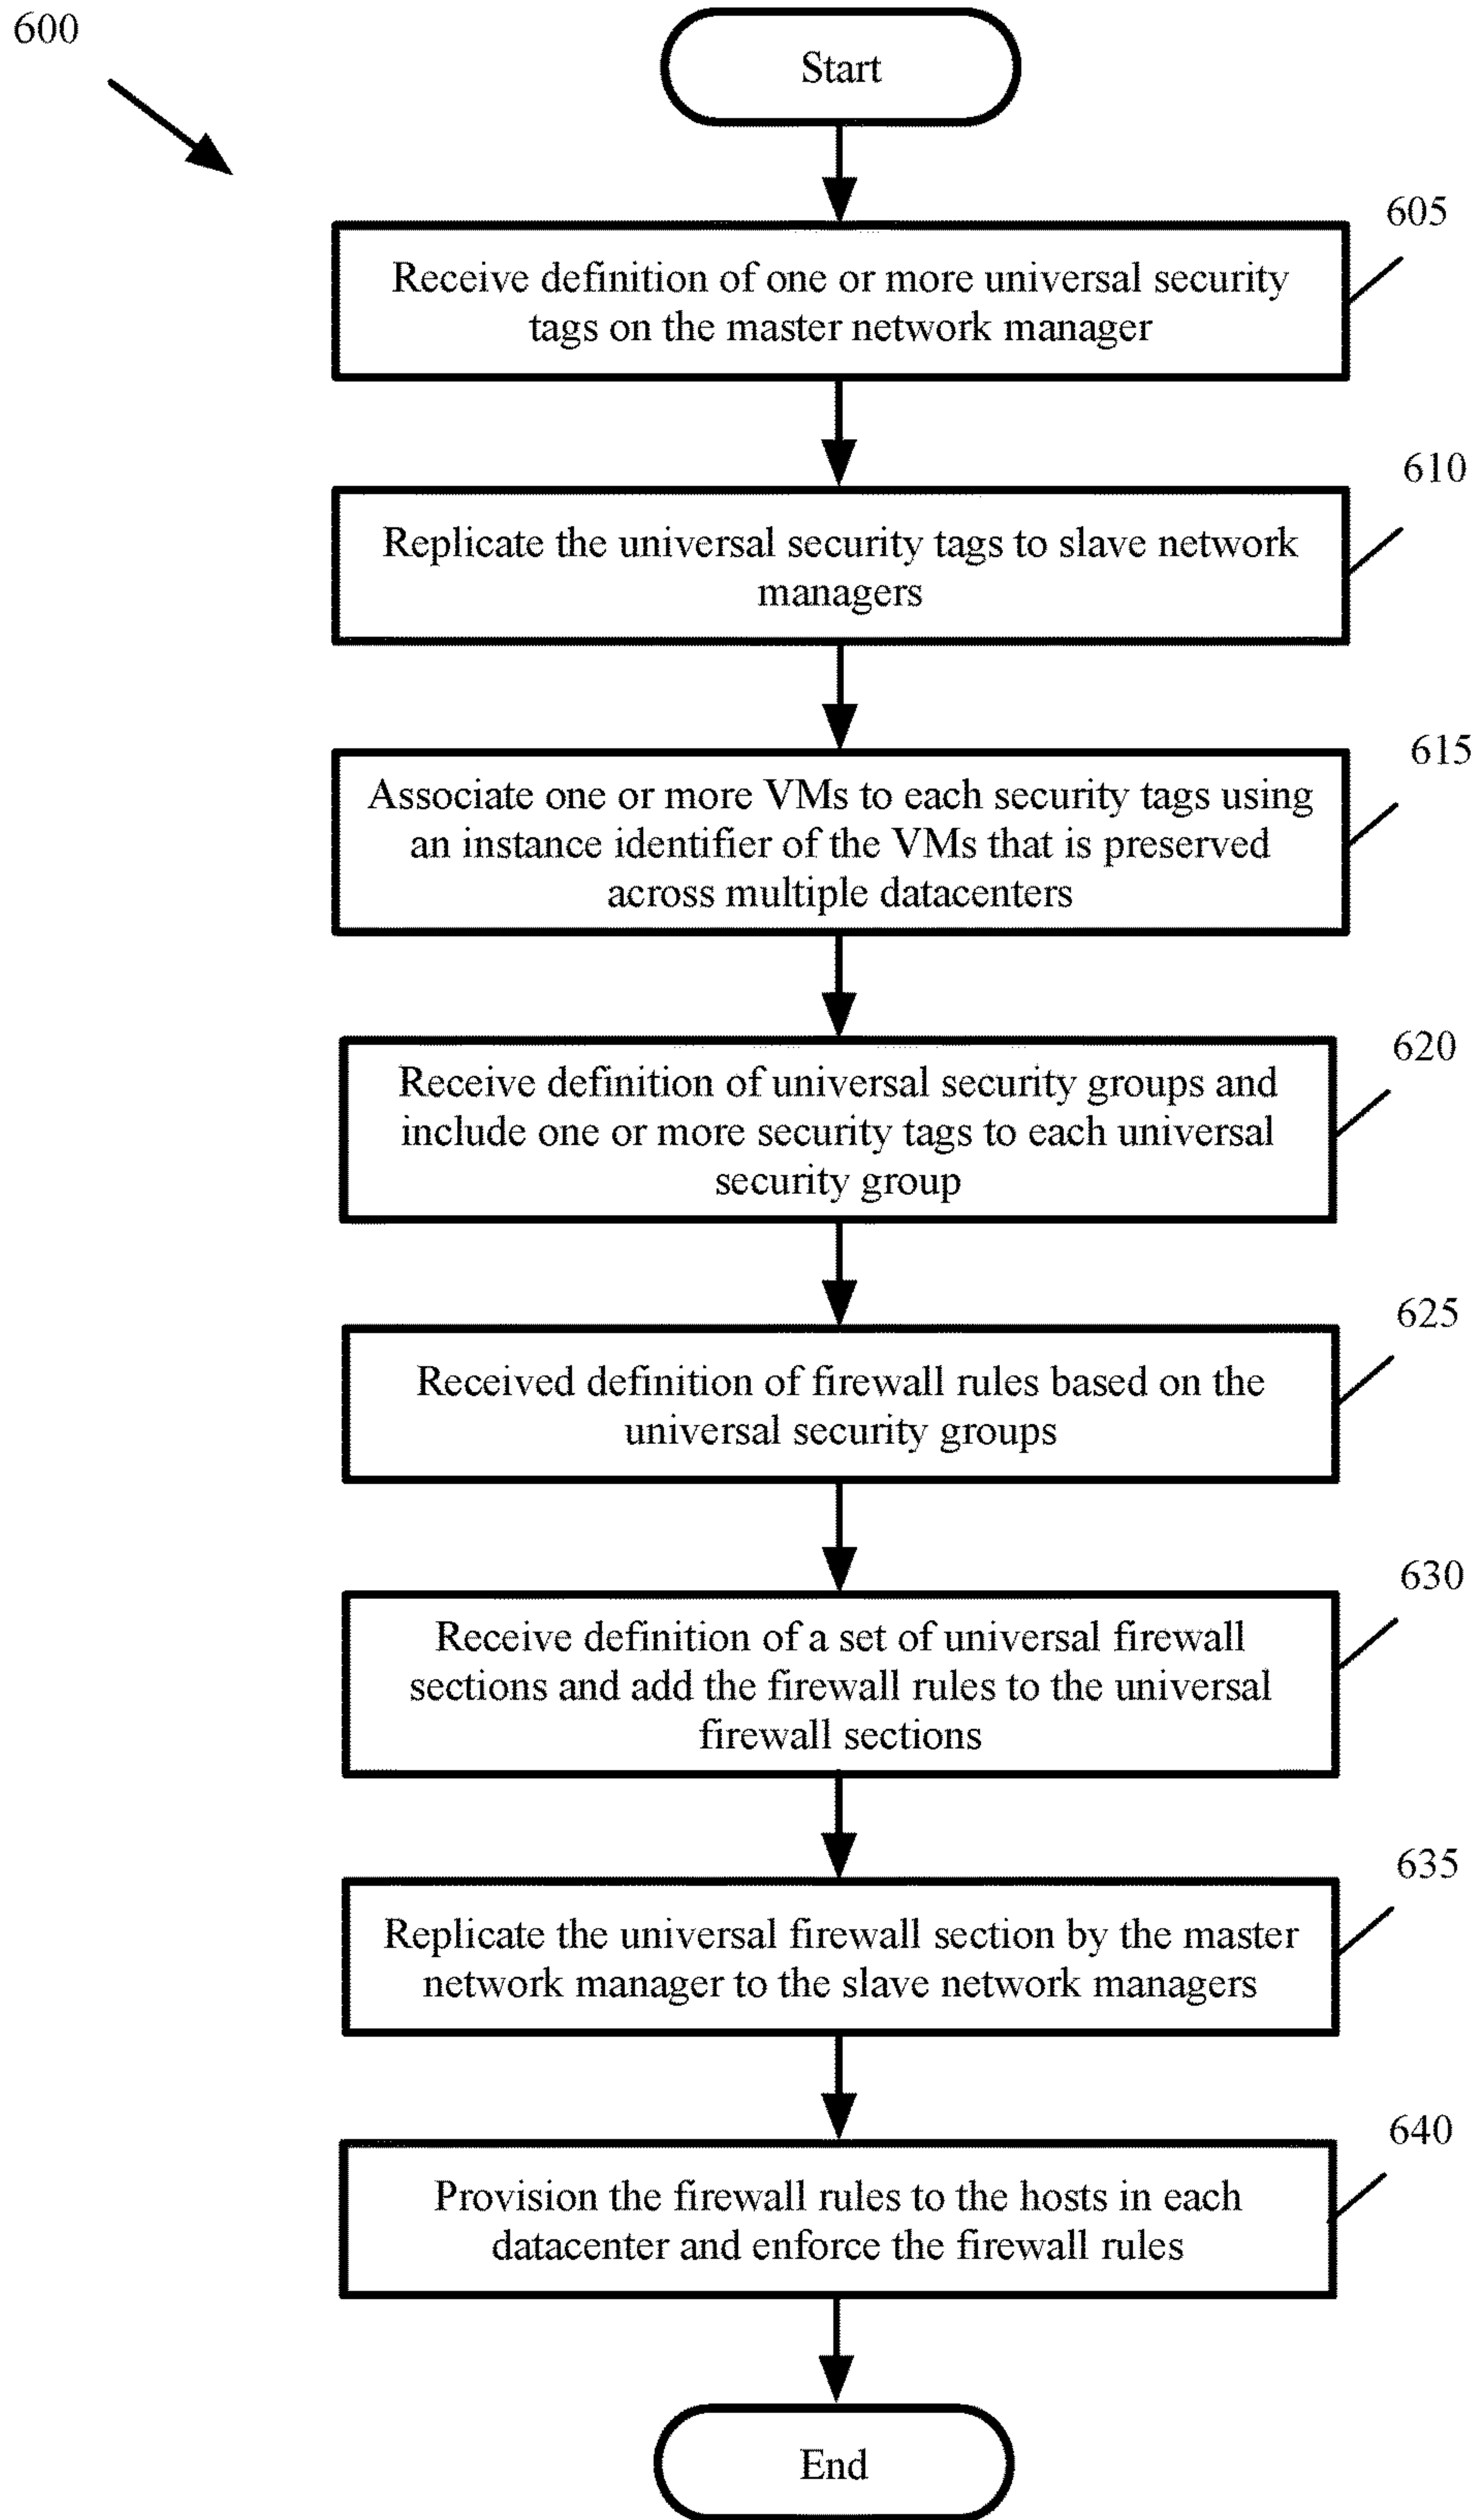 600
Start
605
Receive definition of one or more universal security
tags on the master network manager
610
Replicate the universal security tags to slave network
managers
615
Associate one or more VMs to each security tags using
an instance identifier of the VMs that is preserved
across multiple datacenters
620
Receive definition of universal security groups and
include one or more security tags to each universal
security group
625
Received definition of firewall rules based on the
universal security groups
630
Receive definition of a set of universal firewall
sections and add the firewall rules to the universal
firewall sections
635
Replicate the universal firewall section by the master
network manager to the slave network managers
640
Provision the firewall rules to the hosts in each
datacenter and enforce the firewall rules
End